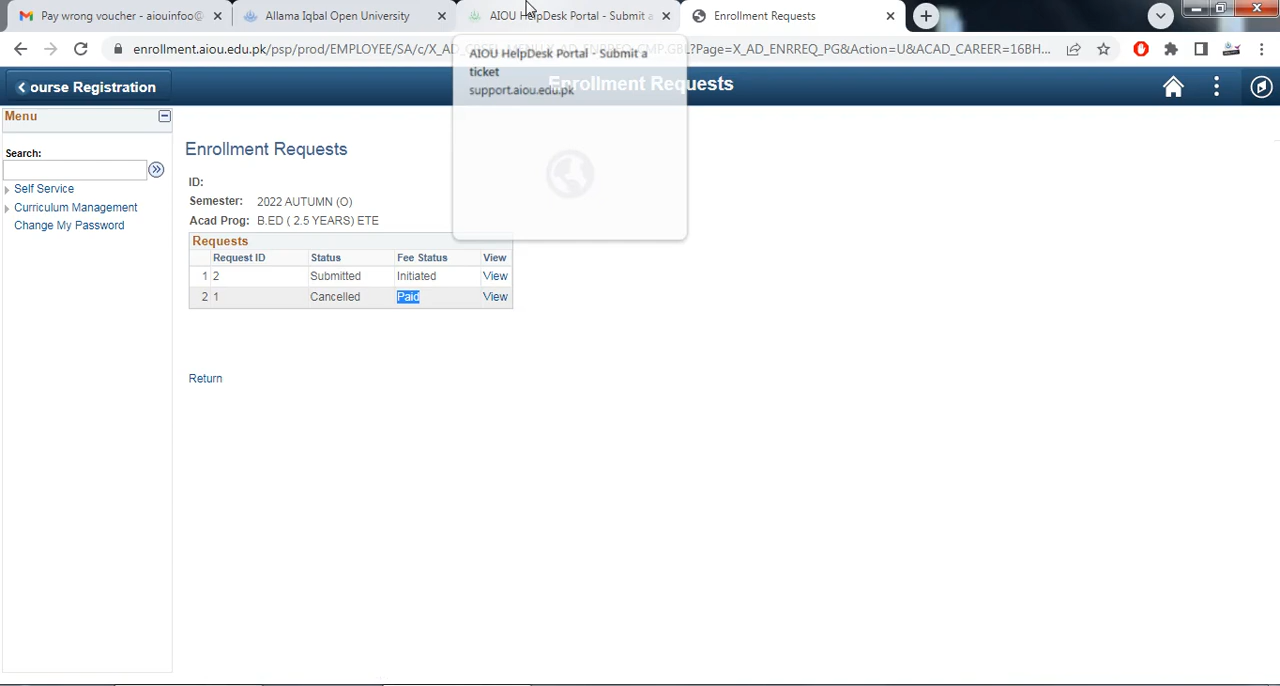 Pay wrong voucher - aiouinfoo@
Allama Iqbal Open University
AIOU HelpDesk Portal - Submit a
Enrollment Requests
enrollment.aiou.edu.pk/psp/prod/EMPLOYEE/SA/c/X_AD_ ENRREQ_CMP.GBL?Page=X_AD_ENRREQ_PG&Action=U&ACAD_CAREER=16BH...
AIOU HelpDesk Portal - Submit a
ticket
support.aiou.edu.pk
ourse Registration
Enrollment Requests
Menu
Search:
Self Service
Curriculum Management
Change My Password
Enrollment Requests
ID:
Semester: 2022 AUTUMN (O)
Acad Prog: B.ED ( 2.5 YEARS) ETE
Requests
Request ID Status Fee Status View
1 2 Submitted Initiated View
2 1 Cancelled Paid View
Return